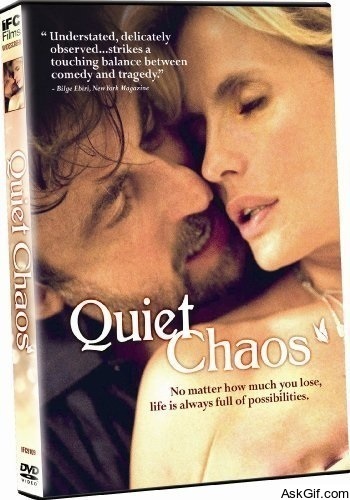 IFC
Films
WIDESCREEN
Quiet Chaos
DVD
VIDEO
"Understated, delicately
observed...strikes a
touching balance between
comedy and tragedy."
– Bilge Ebiri, New York Magazine
Quiet
Chaos
No matter how much you lose,
life is always full of possibilities.
AskGif.com